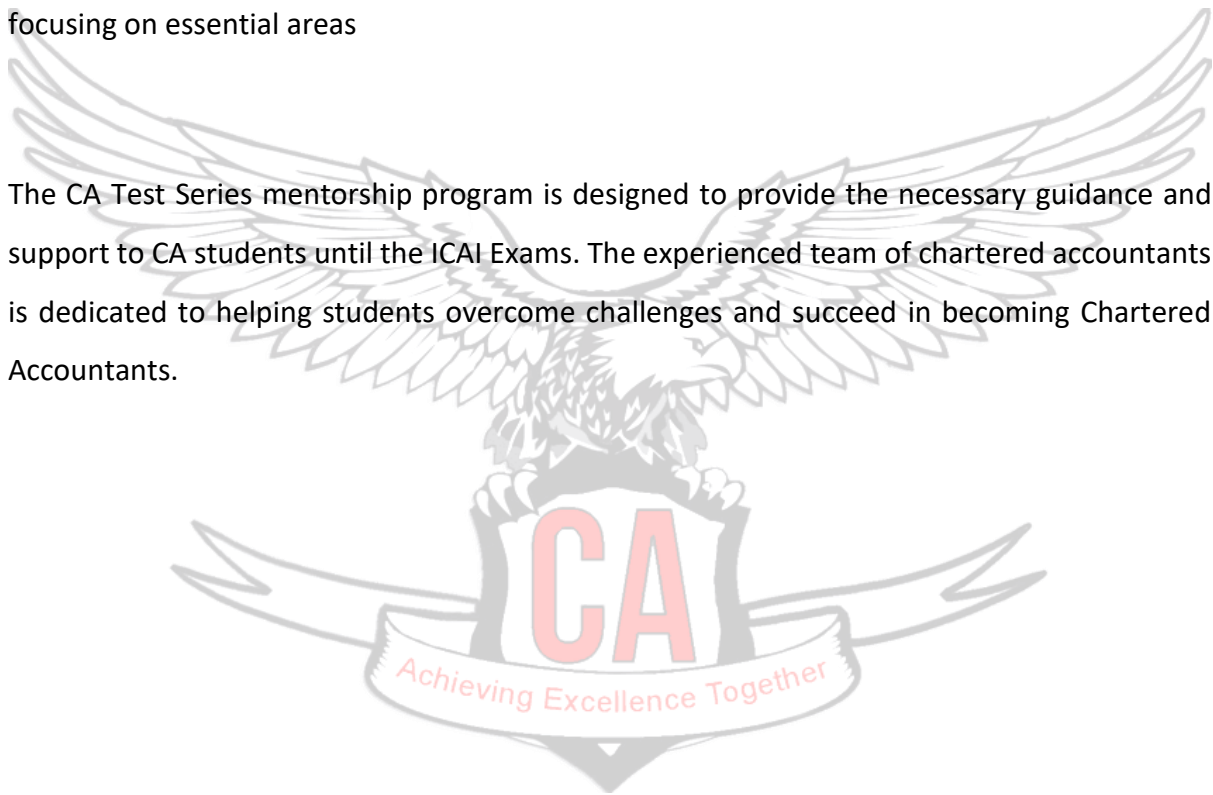 focusing on essential areas
The CA Test Series mentorship program is designed to provide the necessary guidance and
support to CA students until the ICAI Exams. The experienced team of chartered accountants
is dedicated to helping students overcome challenges and succeed in becoming Chartered
Accountants.
CA
Achieving Excellence Together